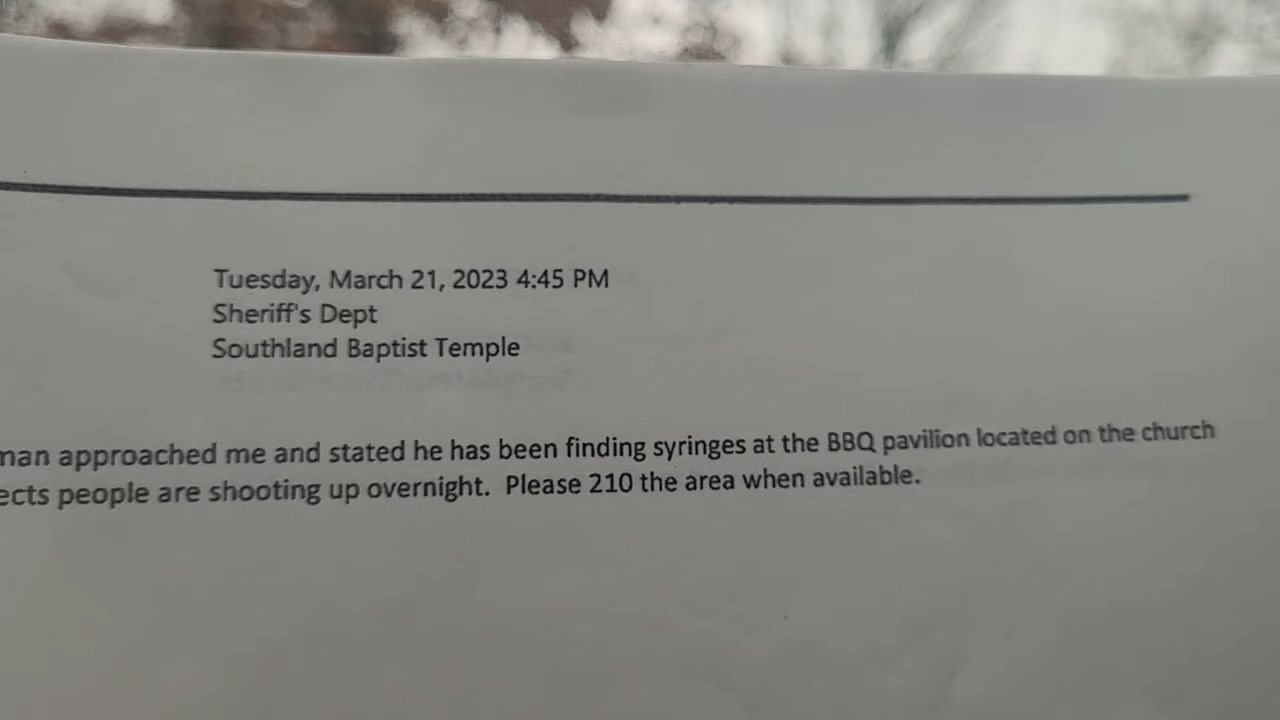 Tuesday, March 21, 2023 4:45 PM
Sheriff's Dept
Southland Baptist Temple
man approached me and stated he has been finding syringes at the BBQ pavilion located on the church
ects people are shooting up overnight.  Please 210 the area when available.